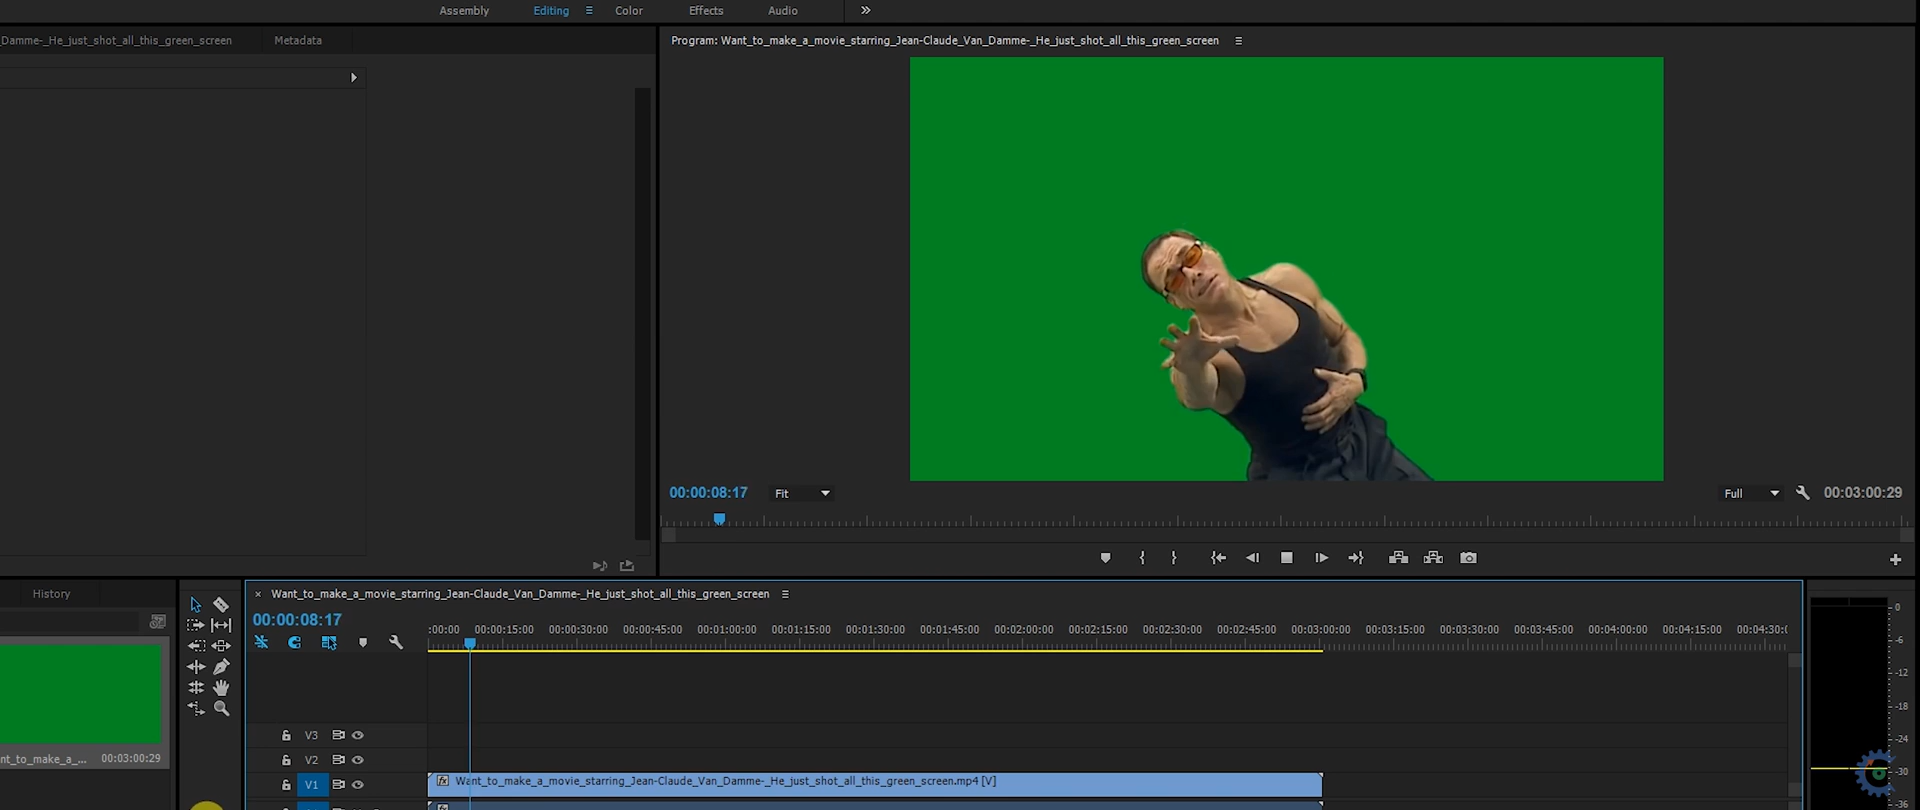 Assembly Editing Color Effects Audio
_Damme-_He_just_shot_all_this_green_screen Metadata
Program: Want_to_make_a_movie_starring_Jean-Claude_Van_Damme-_He_just_shot_all_this_green_screen
00:00:08:17 Fit Full 00:03:00:29
History
Want_to_make_a_movie_starring_Jean-Claude_Van_Damme-_He_just_shot_all_this_green_screen
00:00:08:17
:00:00 00:00:15:00 00:00:30:00 00:00:45:00 00:01:00:00 00:01:15:00 00:01:30:00 00:01:45:00 00:02:00:00 00:02:15:00 00:02:30:00 00:02:45:00 00:03:00:00 00:03:15:00 00:03:30:00 00:03:45:00 00:04:00:00 00:04:15:00 00:04:30:0
V3
V2
nt_to_make_a_... 00:03:00:29
V1
fx Want_to_make_a_movie_starring_Jean-Claude_Van_Damme-_He_just_shot_all_this_green_screen.mp4 [V]
0
-6
-12
-18
-24
-30
-36